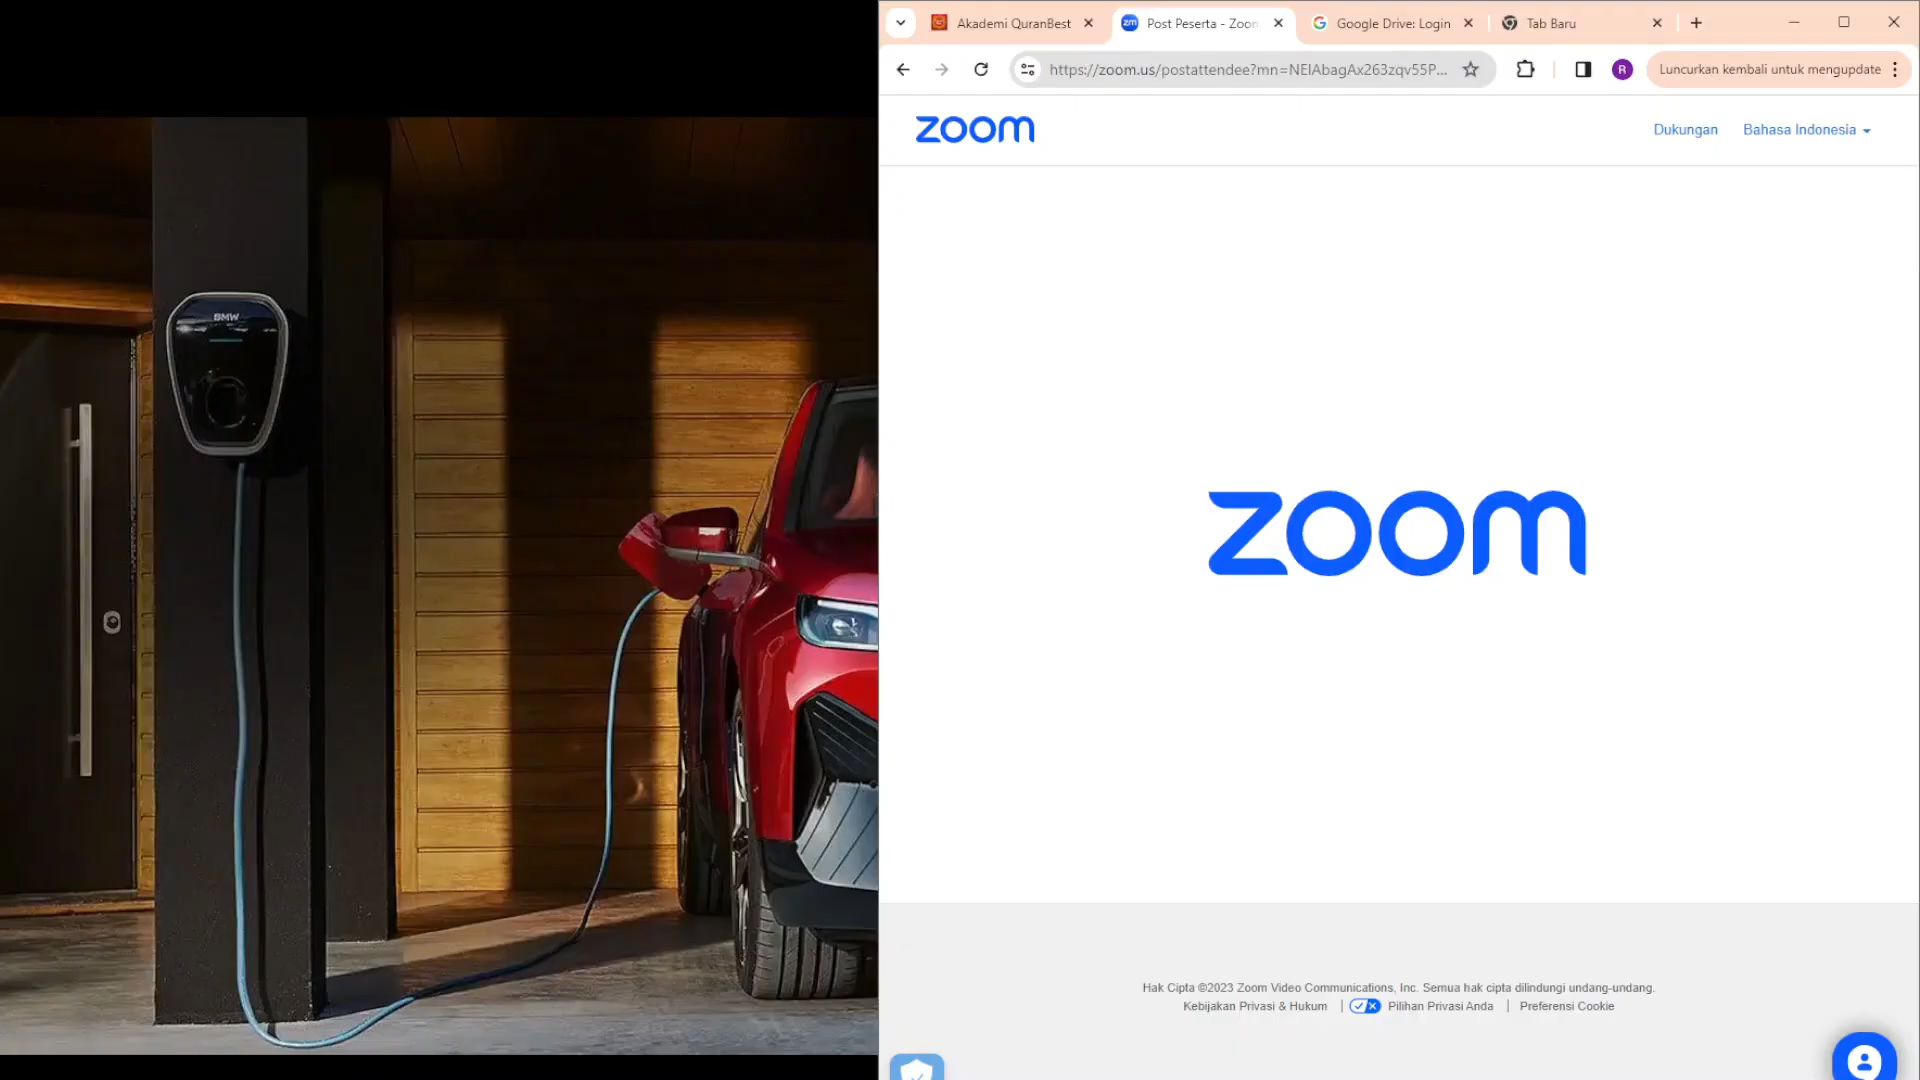 BMW
Akademi QuranBest
Post Peserta - Zoom
Google Drive: Login
Tab Baru
https://zoom.us/postattendee?mn=NEIAbagAx263zqv55P...
R
Luncurkan kembali untuk mengupdate
zoom
Dukungan
Bahasa Indonesia
zoom
Hak Cipta ©2023 Zoom Video Communications, Inc. Semua hak cipta dilindungi undang-undang.
Kebijakan Privasi & Hukum | Pilihan Privasi Anda | Preferensi Cookie